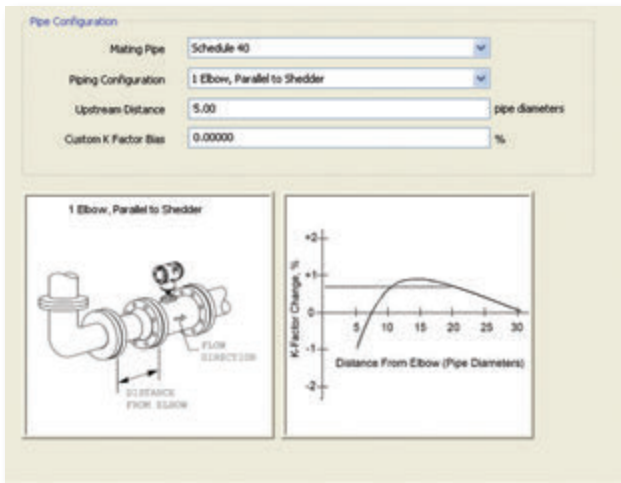 Pipe Configuration
Mating Pipe Schedule 40
Piping Configuration 1 Elbow, Parallel to Shedder
Upstream Distance 5.00 pipe diameters
Custom K Factor Bias 0.00000 %
1 Elbow, Parallel to Shedder
FLOW
DIRECTION
DISTANCE
FROM ELBOW
K-Factor Change, %
+2
+1
0
-1
-2
5 10 15 20 25 30
Distance From Elbow (Pipe Diameters)